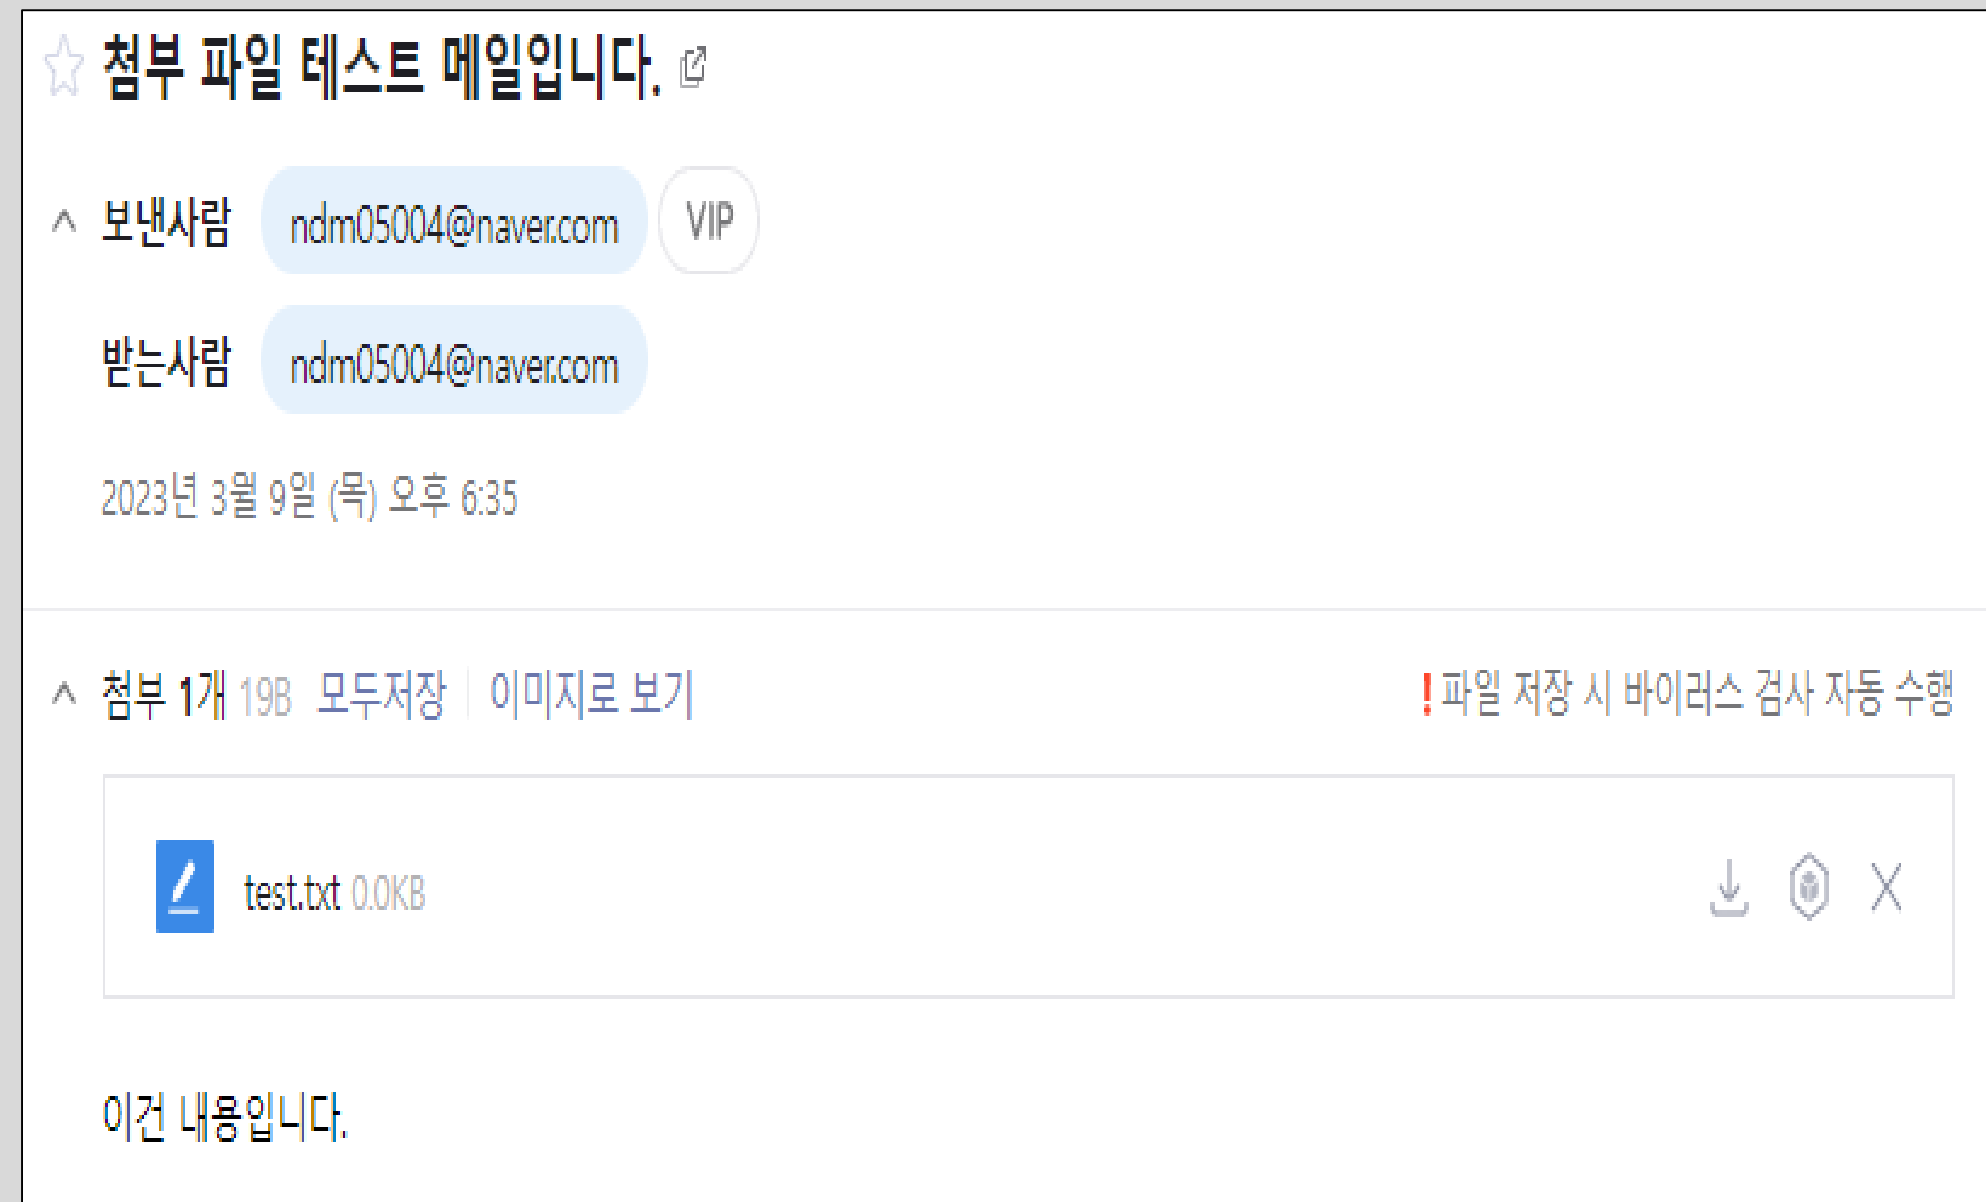 첨부 파일 테스트 메일입니다.
보낸사람 ndm05004@naver.com VIP
받는사람 ndm05004@naver.com
2023년 3월 9일 (목) 오후 6:35
첨부 1개 19B 모두저장 이미지로 보기 !파일 저장 시 바이러스 검사 자동 수행
test.txt 0.0KB
이건 내용입니다.